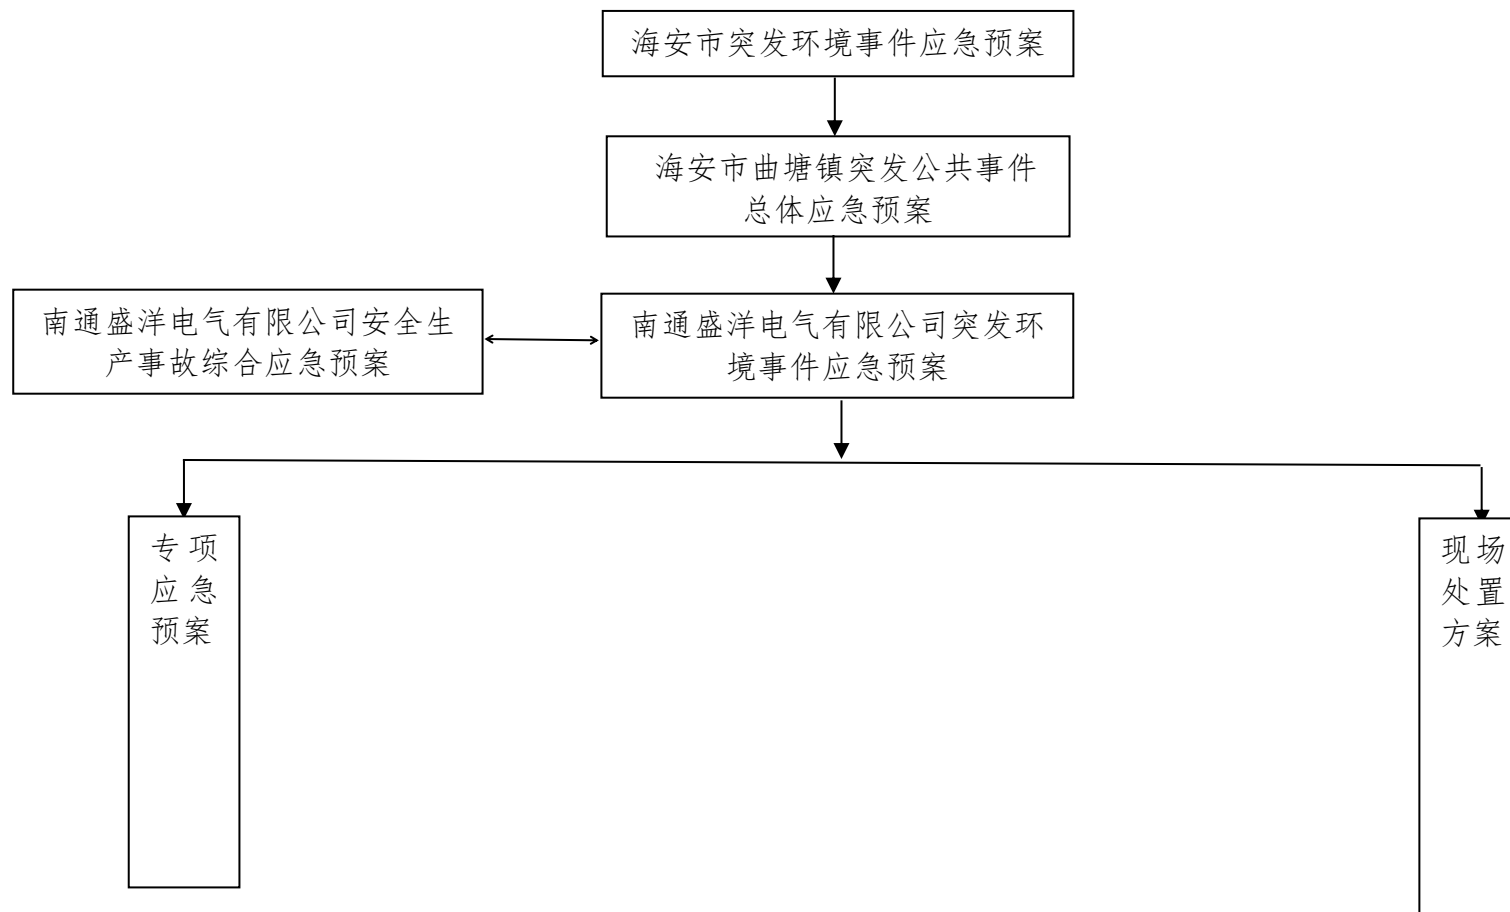 海安市突发环境事件应急预案
海安市曲塘镇突发公共事件
总体应急预案
南通盛洋电气有限公司安全生
产事故综合应急预案
南通盛洋电气有限公司突发环
境事件应急预案
专项
应急
预案
现场
处置
方案